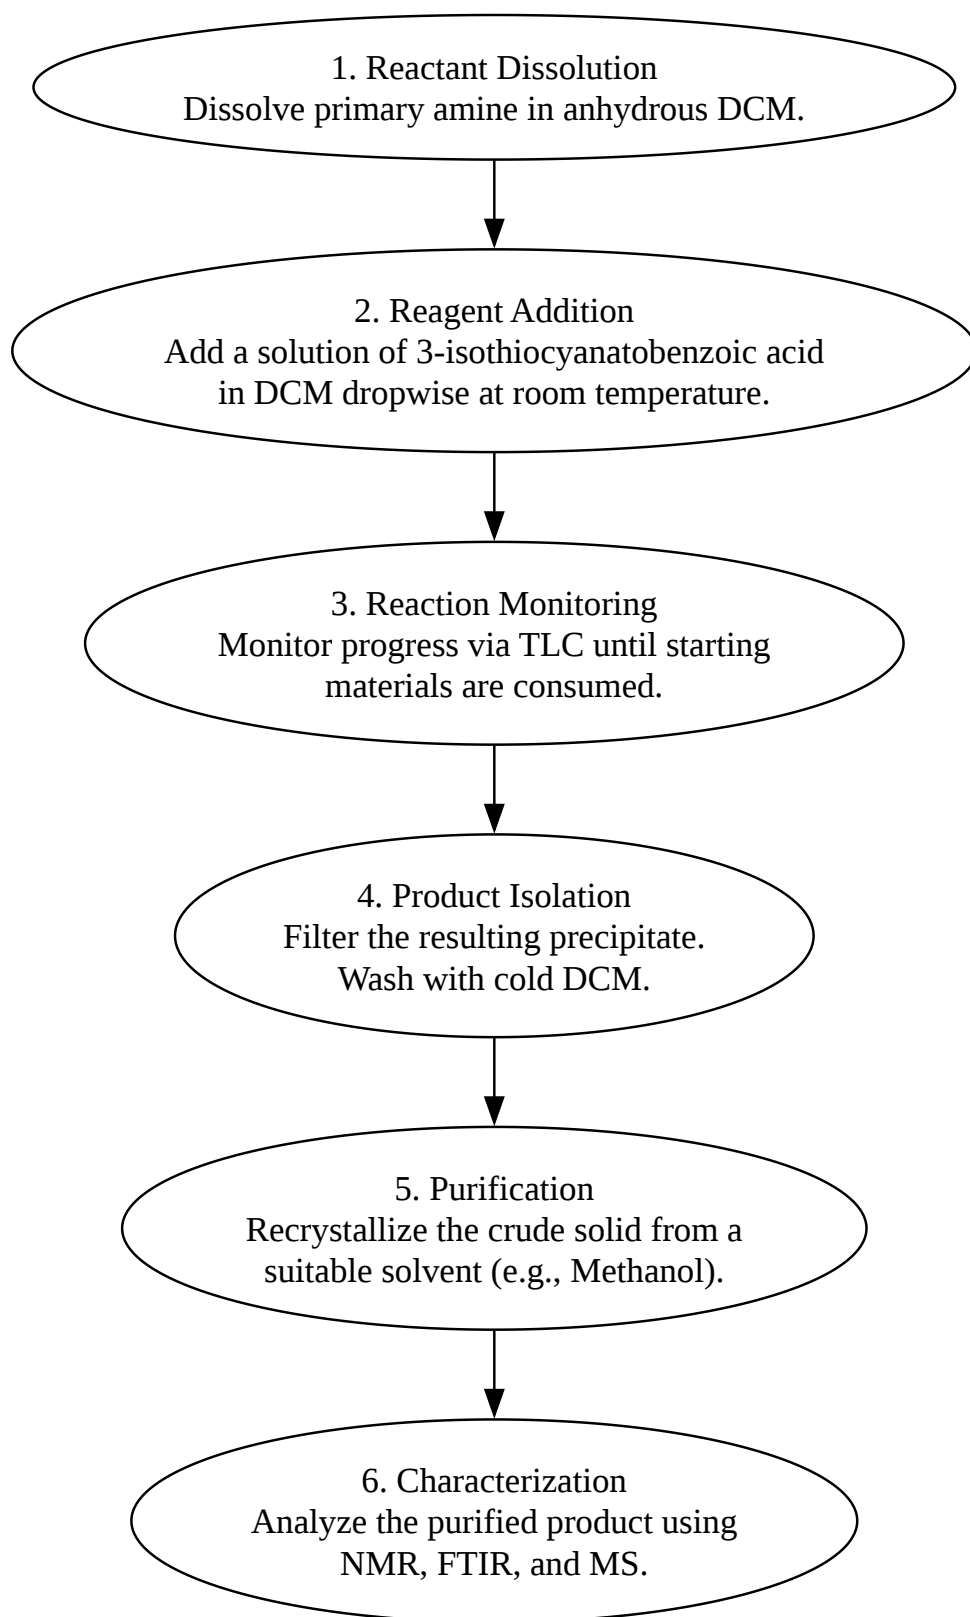 1. Reactant Dissolution
Dissolve primary amine in anhydrous DCM.
2. Reagent Addition
Add a solution of 3-isothiocyanatobenzoic acid
in DCM dropwise at room temperature.
3. Reaction Monitoring
Monitor progress via TLC until starting
materials are consumed.
4. Product Isolation
Filter the resulting precipitate.
Wash with cold DCM.
5. Purification
Recrystallize the crude solid from a
suitable solvent (e.g., Methanol).
6. Characterization
Analyze the purified product using
NMR, FTIR, and MS.